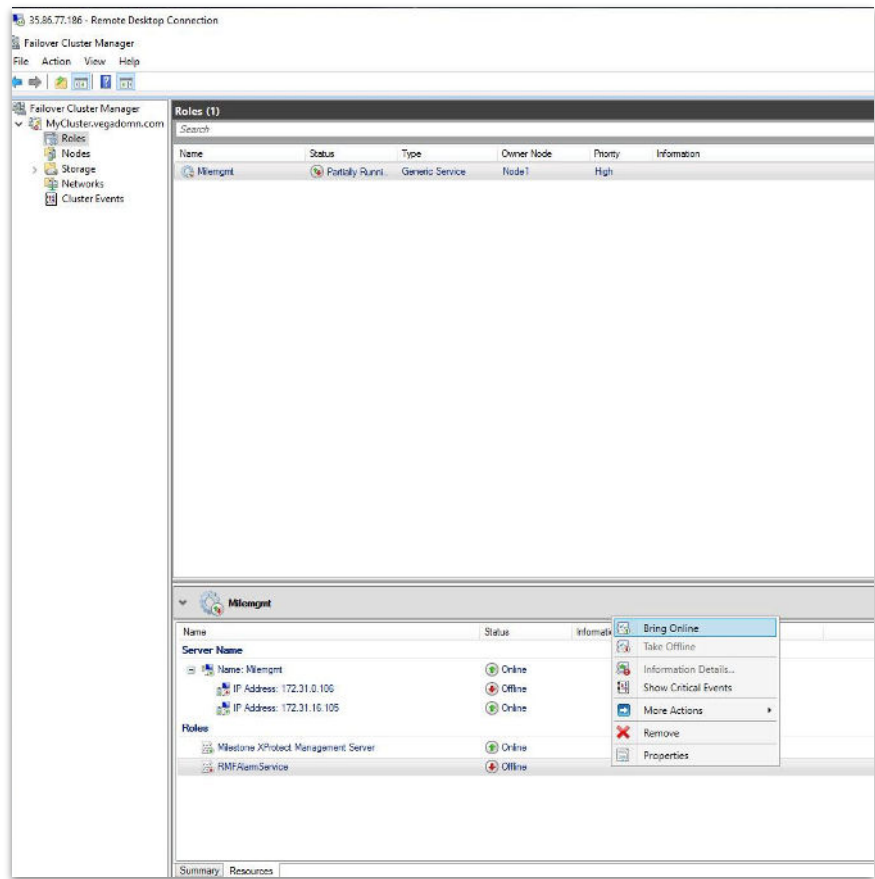 35.86.77.186 - Remote Desktop Connection
Failover Cluster Manager
File Action View Help
Failover Cluster Manager
MyCluster.vegadomn.com
Roles
Nodes
Storage
Networks
Cluster Events
Roles (1)
Search
Name Status Type Owner Node Priority Information
Milemgmt Partially Runni... Generic Service Node1 High
Milemgmt
Name Status Informati
Server Name
Name: Milemgmt Online
IP Address: 172.31.0.106 Offline
IP Address: 172.31.16.105 Online
Roles
Milestone XProtect Management Server Online
RMFAlarmService Offline
Bring Online
Take Offline
Information Details...
Show Critical Events
More Actions
Remove
Properties
Summary Resources